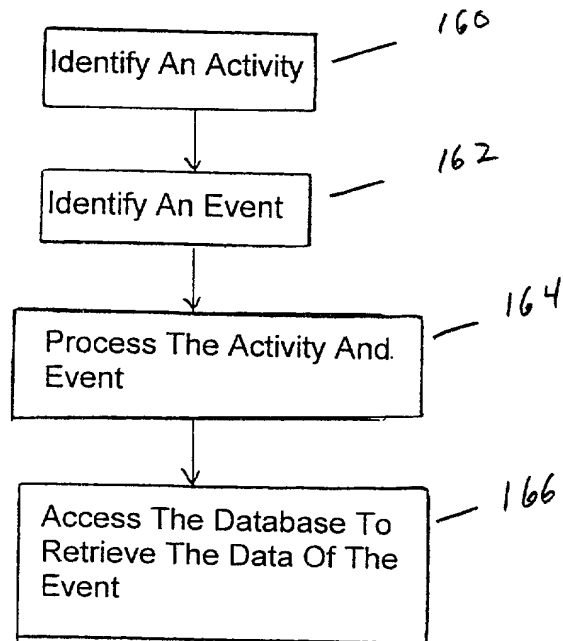 160
Identify An Activity
162
Identify An Event
164
Process The Activity And
Event
166
Access The Database To
Retrieve The Data Of The
Event